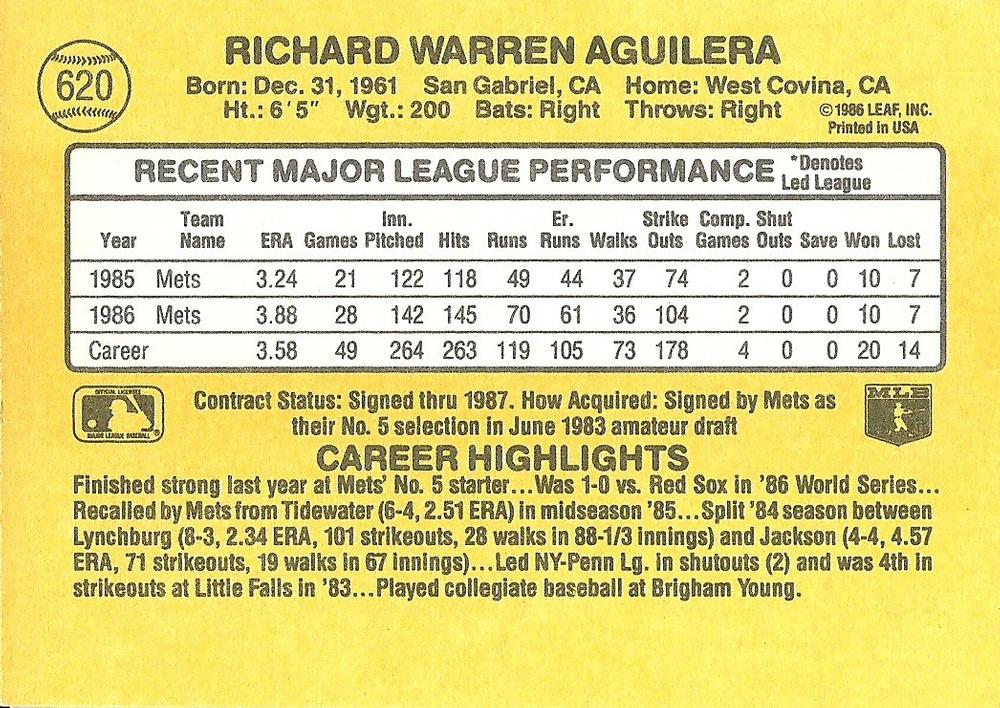 620
RICHARD WARREN AGUILERA
Born: Dec. 31, 1961 San Gabriel, CA Home: West Covina, CA
Ht.: 6'5" Wgt.: 200 Bats: Right Throws: Right
©1986 LEAF, INC.
Printed in USA
RECENT MAJOR LEAGUE PERFORMANCE *Denotes
Led League
Team Inn. Er. Strike Comp. Shut
Year Name ERA Games Pitched Hits Runs Runs Walks Outs Games Outs Save Won Lost
1985 Mets 3.24 21 122 118 49 44 37 74 2 0 0 10 7
1986 Mets 3.88 28 142 145 70 61 36 104 2 0 0 10 7
Career 3.58 49 264 263 119 105 73 178 4 0 0 20 14
OFFICIAL LICENSEE
MAJOR LEAGUE BASEBALL
®
MLB
Contract Status: Signed thru 1987. How Acquired: Signed by Mets as
their No. 5 selection in June 1983 amateur draft
CAREER HIGHLIGHTS
Finished strong last year at Mets' No. 5 starter...Was 1-0 vs. Red Sox in '86 World Series...
Recalled by Mets from Tidewater (6-4, 2.51 ERA) in midseason '85...Split '84 season between
Lynchburg (8-3, 2.34 ERA, 101 strikeouts, 28 walks in 88-1/3 innings) and Jackson (4-4, 4.57
ERA, 71 strikeouts, 19 walks in 67 innings)...Led NY-Penn Lg. in shutouts (2) and was 4th in
strikeouts at Little Falls in '83...Played collegiate baseball at Brigham Young.